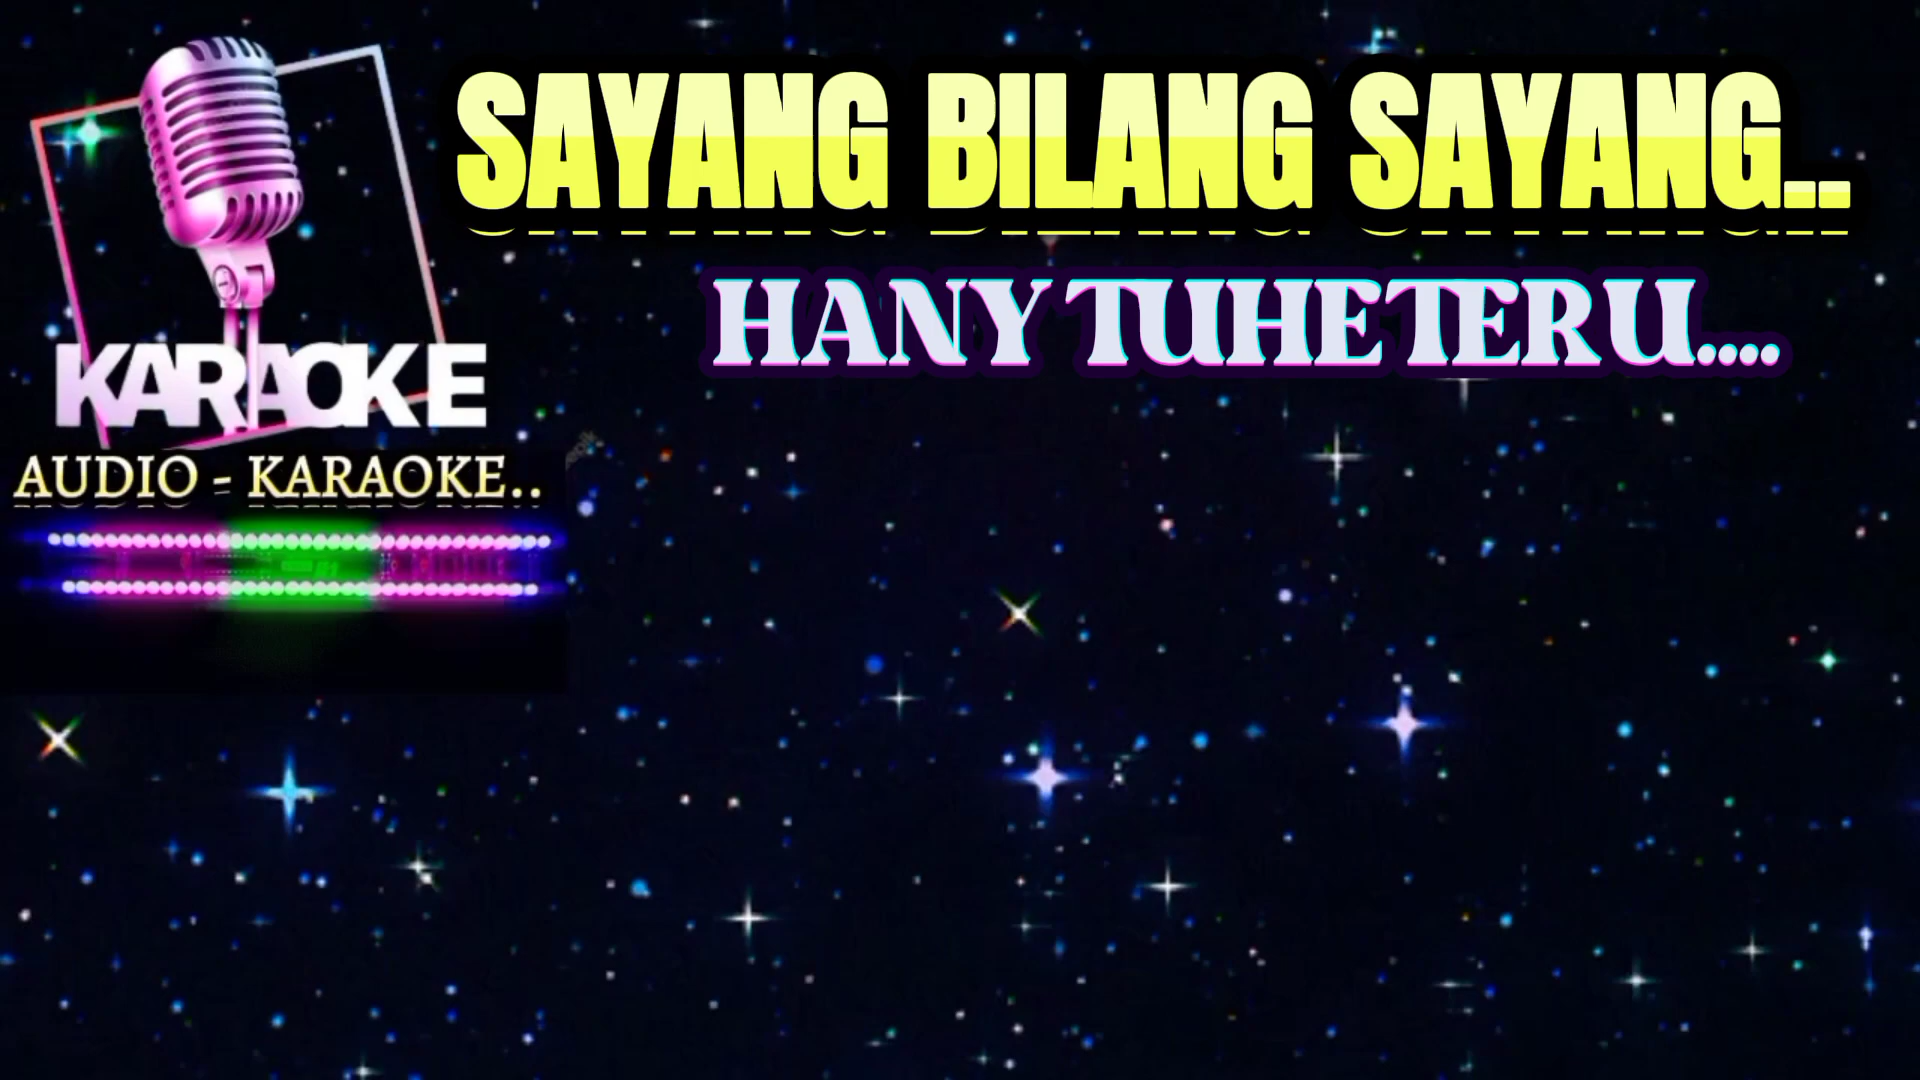 SAYANG BILANG SAYANG..
HANY TUHETERU....
KARAOKE
AUDIO - KARAOKE..